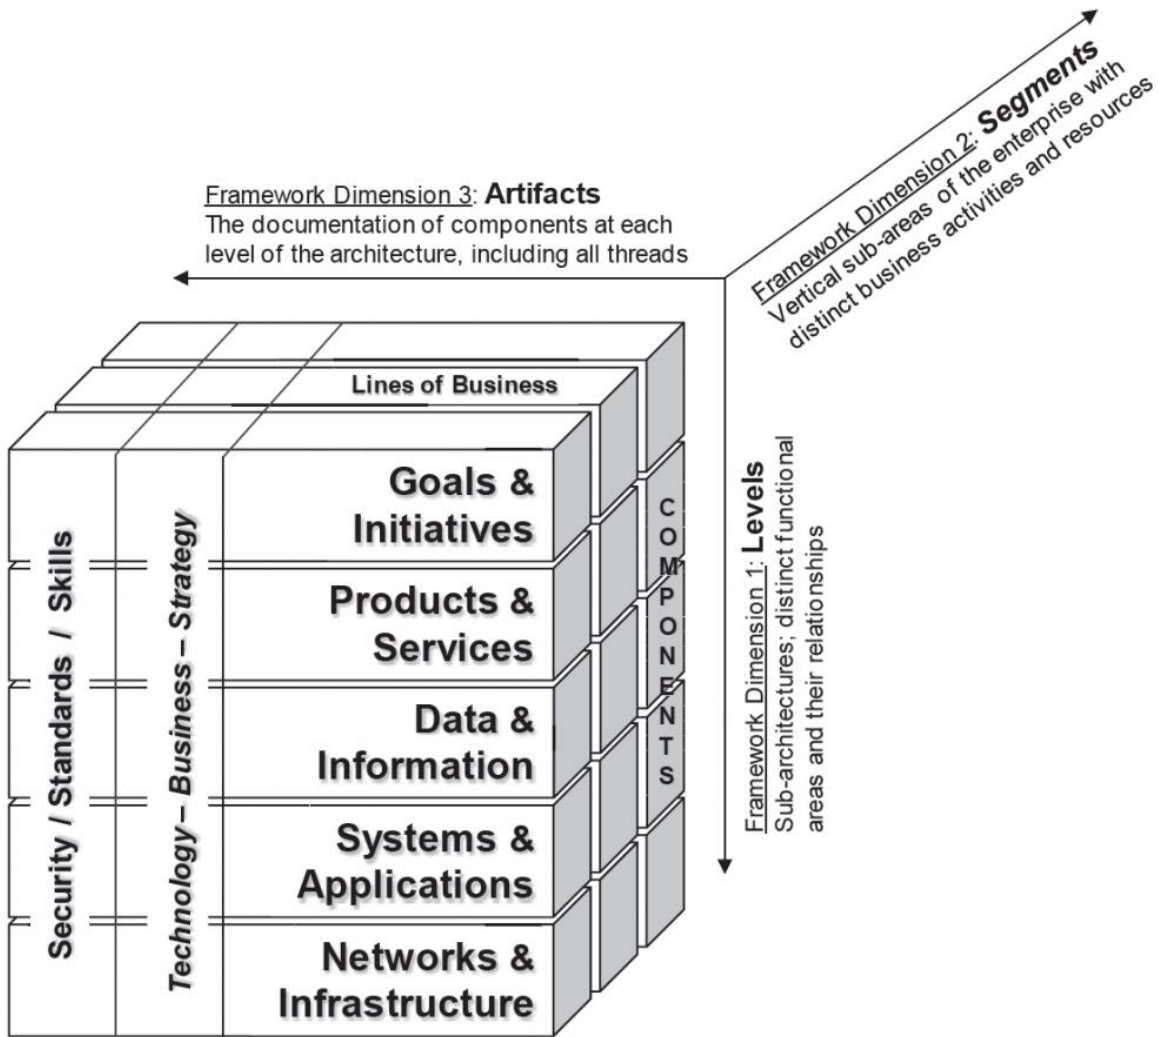 Framework Dimension 3: Artifacts
The documentation of components at each
level of the architecture, including all threads
Framework Dimension 2: Segments
Vertical sub-areas of the enterprise with
distinct business activities and resources
Framework Dimension 1: Levels
Sub-architectures; distinct functional
areas and their relationships
Lines of Business
Security / Standards / Skills
Technology – Business – Strategy
Goals &
Initiatives
Products &
Services
Data &
Information
Systems &
Applications
Networks &
Infrastructure
COMPONENTS